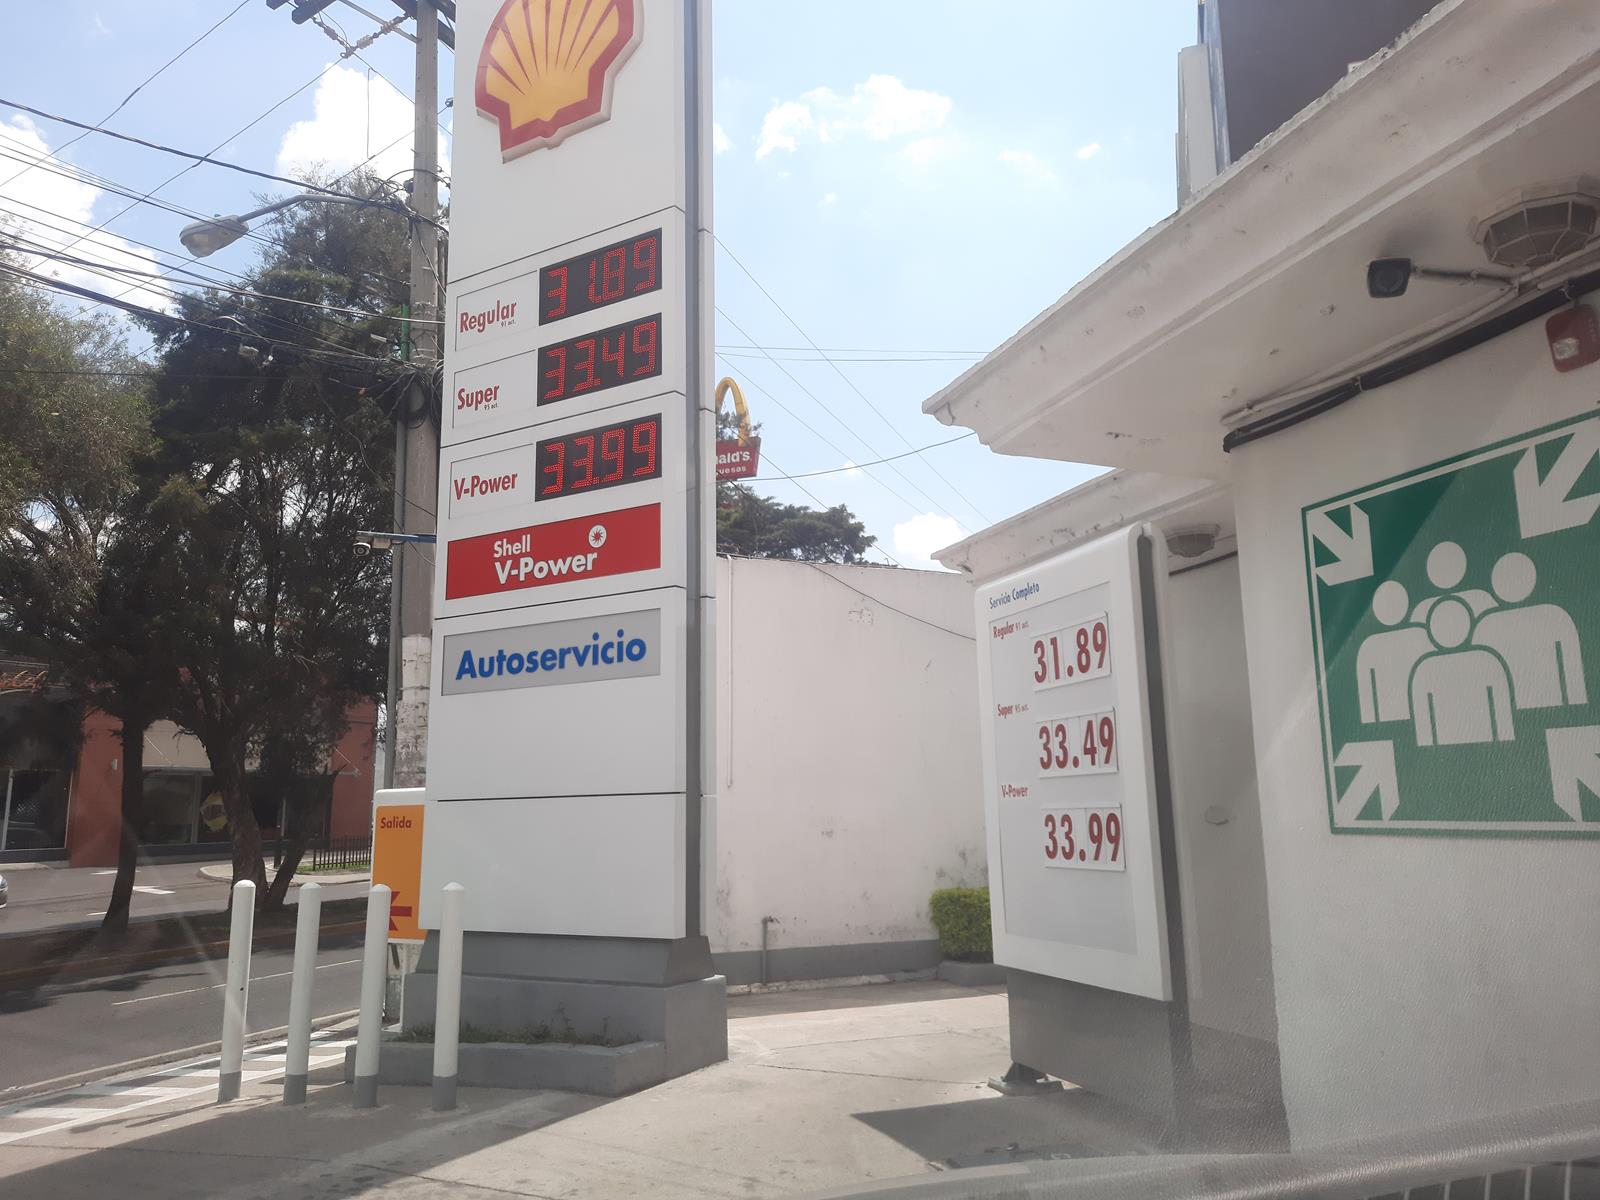 Regular 31.89
91 oct.
Super 33.49
95 oct.
V-Power 33.99
Shell
V-Power
Autoservicio
Salida
ald's
Servicio Completo
Regular 91 oct.
31.89
Super 95 oct.
33.49
V-Power
33.99